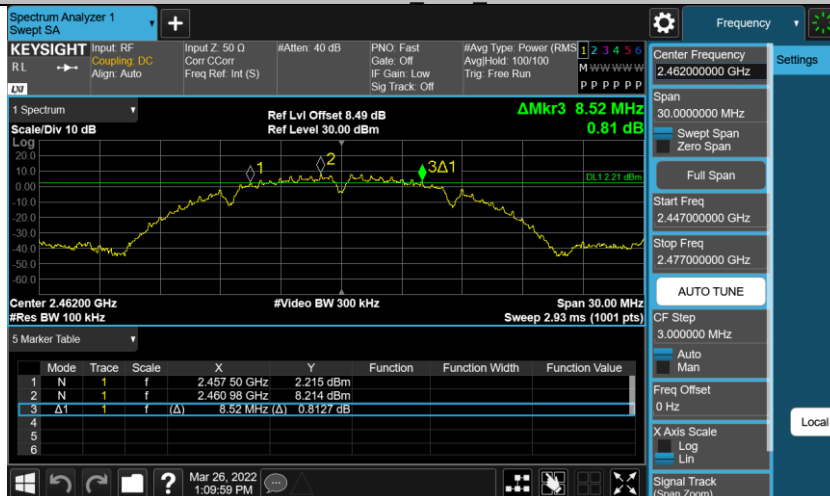 Spectrum Analyzer 1
Swept SA
Frequency
KEYSIGHT
RL
LXI
Input: RF
Coupling: DC
Align: Auto
Input Z: 50 Ω
Corr CCorr
Freq Ref: Int (S)
#Atten: 40 dB
PNO: Fast
Gate: Off
IF Gain: Low
Sig Track: Off
#Avg Type: Power (RMS
Avg|Hold: 100/100
Trig: Free Run
1 2 3 4 5 6
M W W W W W
P P P P P P
1 Spectrum
Scale/Div 10 dB
Log
Ref Lvl Offset 8.49 dB
Ref Level 30.00 dBm
ΔMkr3 8.52 MHz
0.81 dB
20.0
10.0
0.00
-10.0
-20.0
-30.0
-40.0
-50.0
-60.0
1
2
3Δ1
DL1 2.21 dBm
Center 2.46200 GHz
#Res BW 100 kHz
#Video BW 300 kHz
Span 30.00 MHz
Sweep 2.93 ms (1001 pts)
5 Marker Table
Mode Trace Scale X Y Function Function Width Function Value
1 N 1 f 2.457 50 GHz 2.215 dBm
2 N 1 f 2.460 98 GHz 8.214 dBm
3 Δ1 1 f (Δ) 8.52 MHz (Δ) 0.8127 dB
4
5
6
Mar 26, 2022
1:09:59 PM
Center Frequency
2.462000000 GHz
Span
30.0000000 MHz
Swept Span
Zero Span
Full Span
Start Freq
2.447000000 GHz
Stop Freq
2.477000000 GHz
AUTO TUNE
CF Step
3.000000 MHz
Auto
Man
Freq Offset
0 Hz
X Axis Scale
Log
Lin
Signal Track
(Span Zoom)
Settings
Local